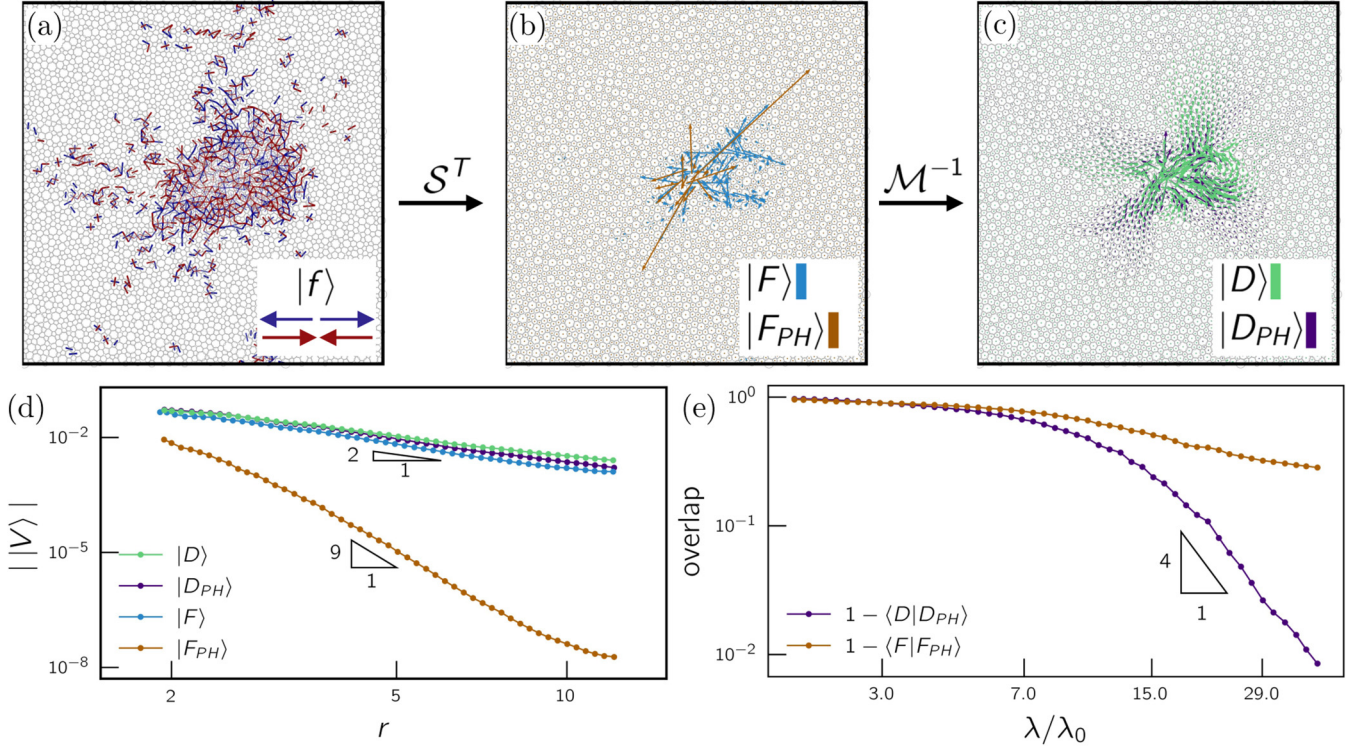 (a)
|f⟩
S^T
(b)
|F⟩
|F_PH⟩
M^−1
(c)
|D⟩
|D_PH⟩
(d)
| |V⟩ |
10^−2
10^−5
10^−8
2
1
9
1
|D⟩
|D_PH⟩
|F⟩
|F_PH⟩
2
5
10
r
(e)
overlap
10^0
10^−1
10^−2
4
1
1 − ⟨D|D_PH⟩
1 − ⟨F|F_PH⟩
3.0
7.0
15.0
29.0
λ/λ_0